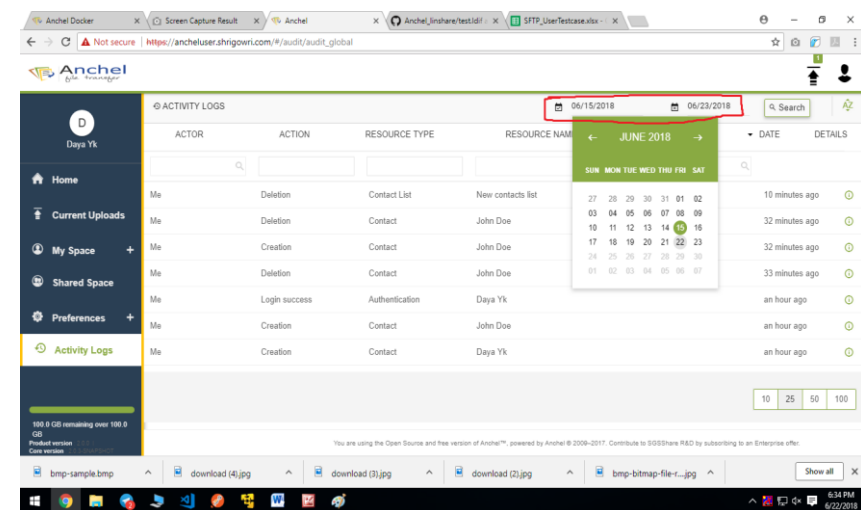 Anchel Docker
Screen Capture Result
Anchel
Anchel_linshare/test.ldif
SFTP_UserTestcase.xlsx -
Not secure
https://ancheluser.shrigowri.com/#/audit/audit_global
Anchel
file transfer
1
D
Daya Yk
Home
Current Uploads
My Space +
Shared Space
Preferences +
Activity Logs
100.0 GB remaining over 100.0
GB
Product version
Core version
ACTIVITY LOGS
06/15/2018
06/23/2018
Search
ACTOR ACTION RESOURCE TYPE RESOURCE NAM DATE DETAILS
Me Deletion Contact List New contacts list 10 minutes ago
Me Deletion Contact John Doe 32 minutes ago
Me Creation Contact John Doe 32 minutes ago
Me Deletion Contact John Doe 33 minutes ago
Me Login success Authentication Daya Yk an hour ago
Me Creation Contact John Doe an hour ago
Me Creation Contact Daya Yk an hour ago
← JUNE 2018 →
SUN MON TUE WED THU FRI SAT
27 28 29 30 31 01 02
03 04 05 06 07 08 09
10 11 12 13 14 15 16
17 18 19 20 21 22 23
24 25 26 27 28 29 30
01 02 03 04 05 06 07
10 25 50 100
You are using the Open Source and free version of Anchel™, powered by Anchel © 2009–2017. Contribute to SGSShare R&D by subscribing to an Enterprise offer.
bmp-sample.bmp
download (4).jpg
download (3).jpg
download (2).jpg
bmp-bitmap-file-r....jpg
Show all
6:34 PM
6/22/2018